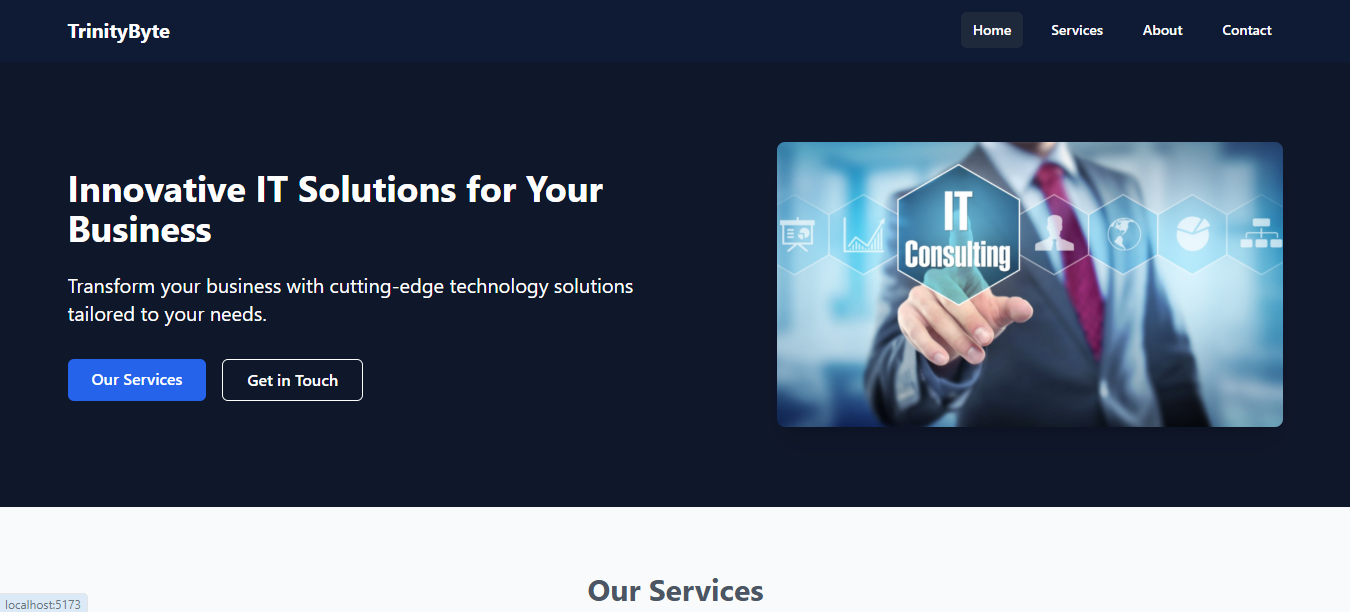 TrinityByte
Home
Services
About
Contact
Innovative IT Solutions for Your
Business
Transform your business with cutting-edge technology solutions
tailored to your needs.
Our Services
Get in Touch
IT
Consulting
Our Services
localhost:5173